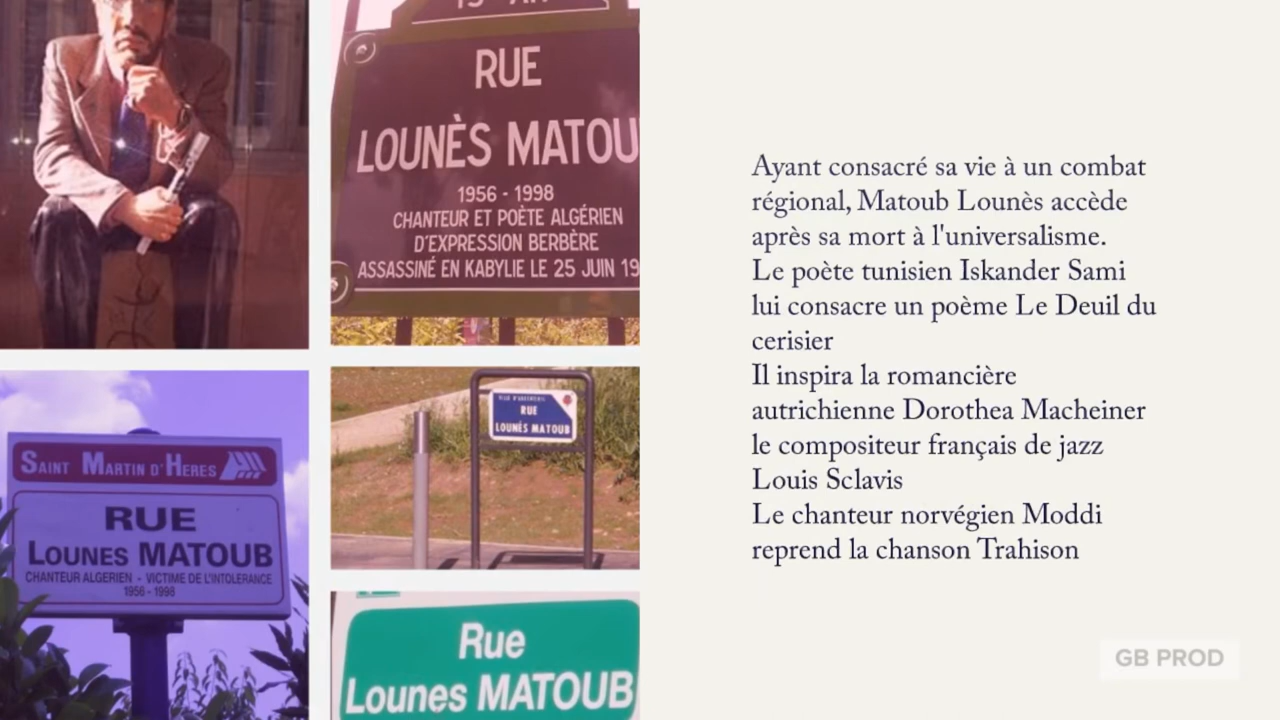 RUE
LOUNÈS MATOU
1956 - 1998
CHANTEUR ET POÈTE ALGÉRIEN
D'EXPRESSION BERBÈRE
ASSASSINÉ EN KABYLIE LE 25 JUIN 19
SAINT MARTIN D'HERES
RUE
LOUNES MATOUB
CHANTEUR ALGERIEN - VICTIME DE L'INTOLERANCE
1956 - 1998
RUE
LOUNÈS MATOUB
Rue
Lounes MATOUB
Ayant consacré sa vie à un combat
régional, Matoub Lounès accède
après sa mort à l'universalisme.
Le poète tunisien Iskander Sami
lui consacre un poème Le Deuil du
cerisier
Il inspira la romancière
autrichienne Dorothea Macheiner
le compositeur français de jazz
Louis Sclavis
Le chanteur norvégien Moddi
reprend la chanson Trahison
GB PROD